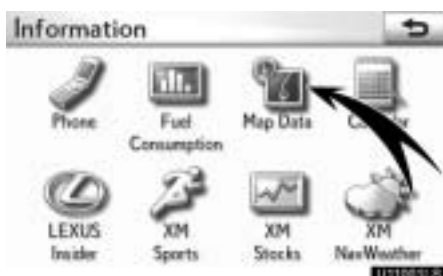 Information
Phone
Fuel
Consumption
Map Data
LEXUS
Insider
XM
Sports
XM
Stocks
XM
NavWeather